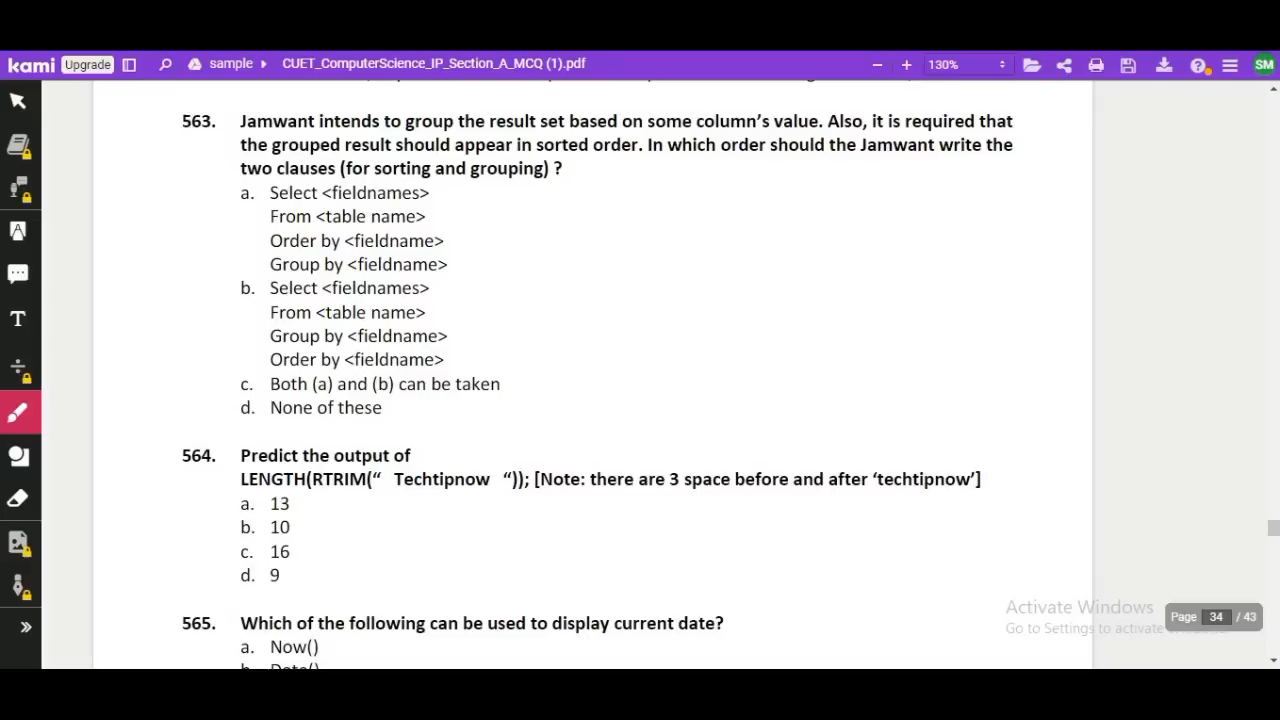 kami Upgrade sample CUET_ComputerScience_IP_Section_A_MCQ (1).pdf 130% SM
563. Jamwant intends to group the result set based on some column’s value. Also, it is required that
the grouped result should appear in sorted order. In which order should the Jamwant write the
two clauses (for sorting and grouping) ?
a. Select <fieldnames>
From <table name>
Order by <fieldname>
Group by <fieldname>
b. Select <fieldnames>
From <table name>
Group by <fieldname>
Order by <fieldname>
c. Both (a) and (b) can be taken
d. None of these
564. Predict the output of
LENGTH(RTRIM(“ Techtipnow “)); [Note: there are 3 space before and after ‘techtipnow’]
a. 13
b. 10
c. 16
d. 9
565. Which of the following can be used to display current date?
a. Now()
Activate Windows
Go to Settings to activate
Page 34 / 43